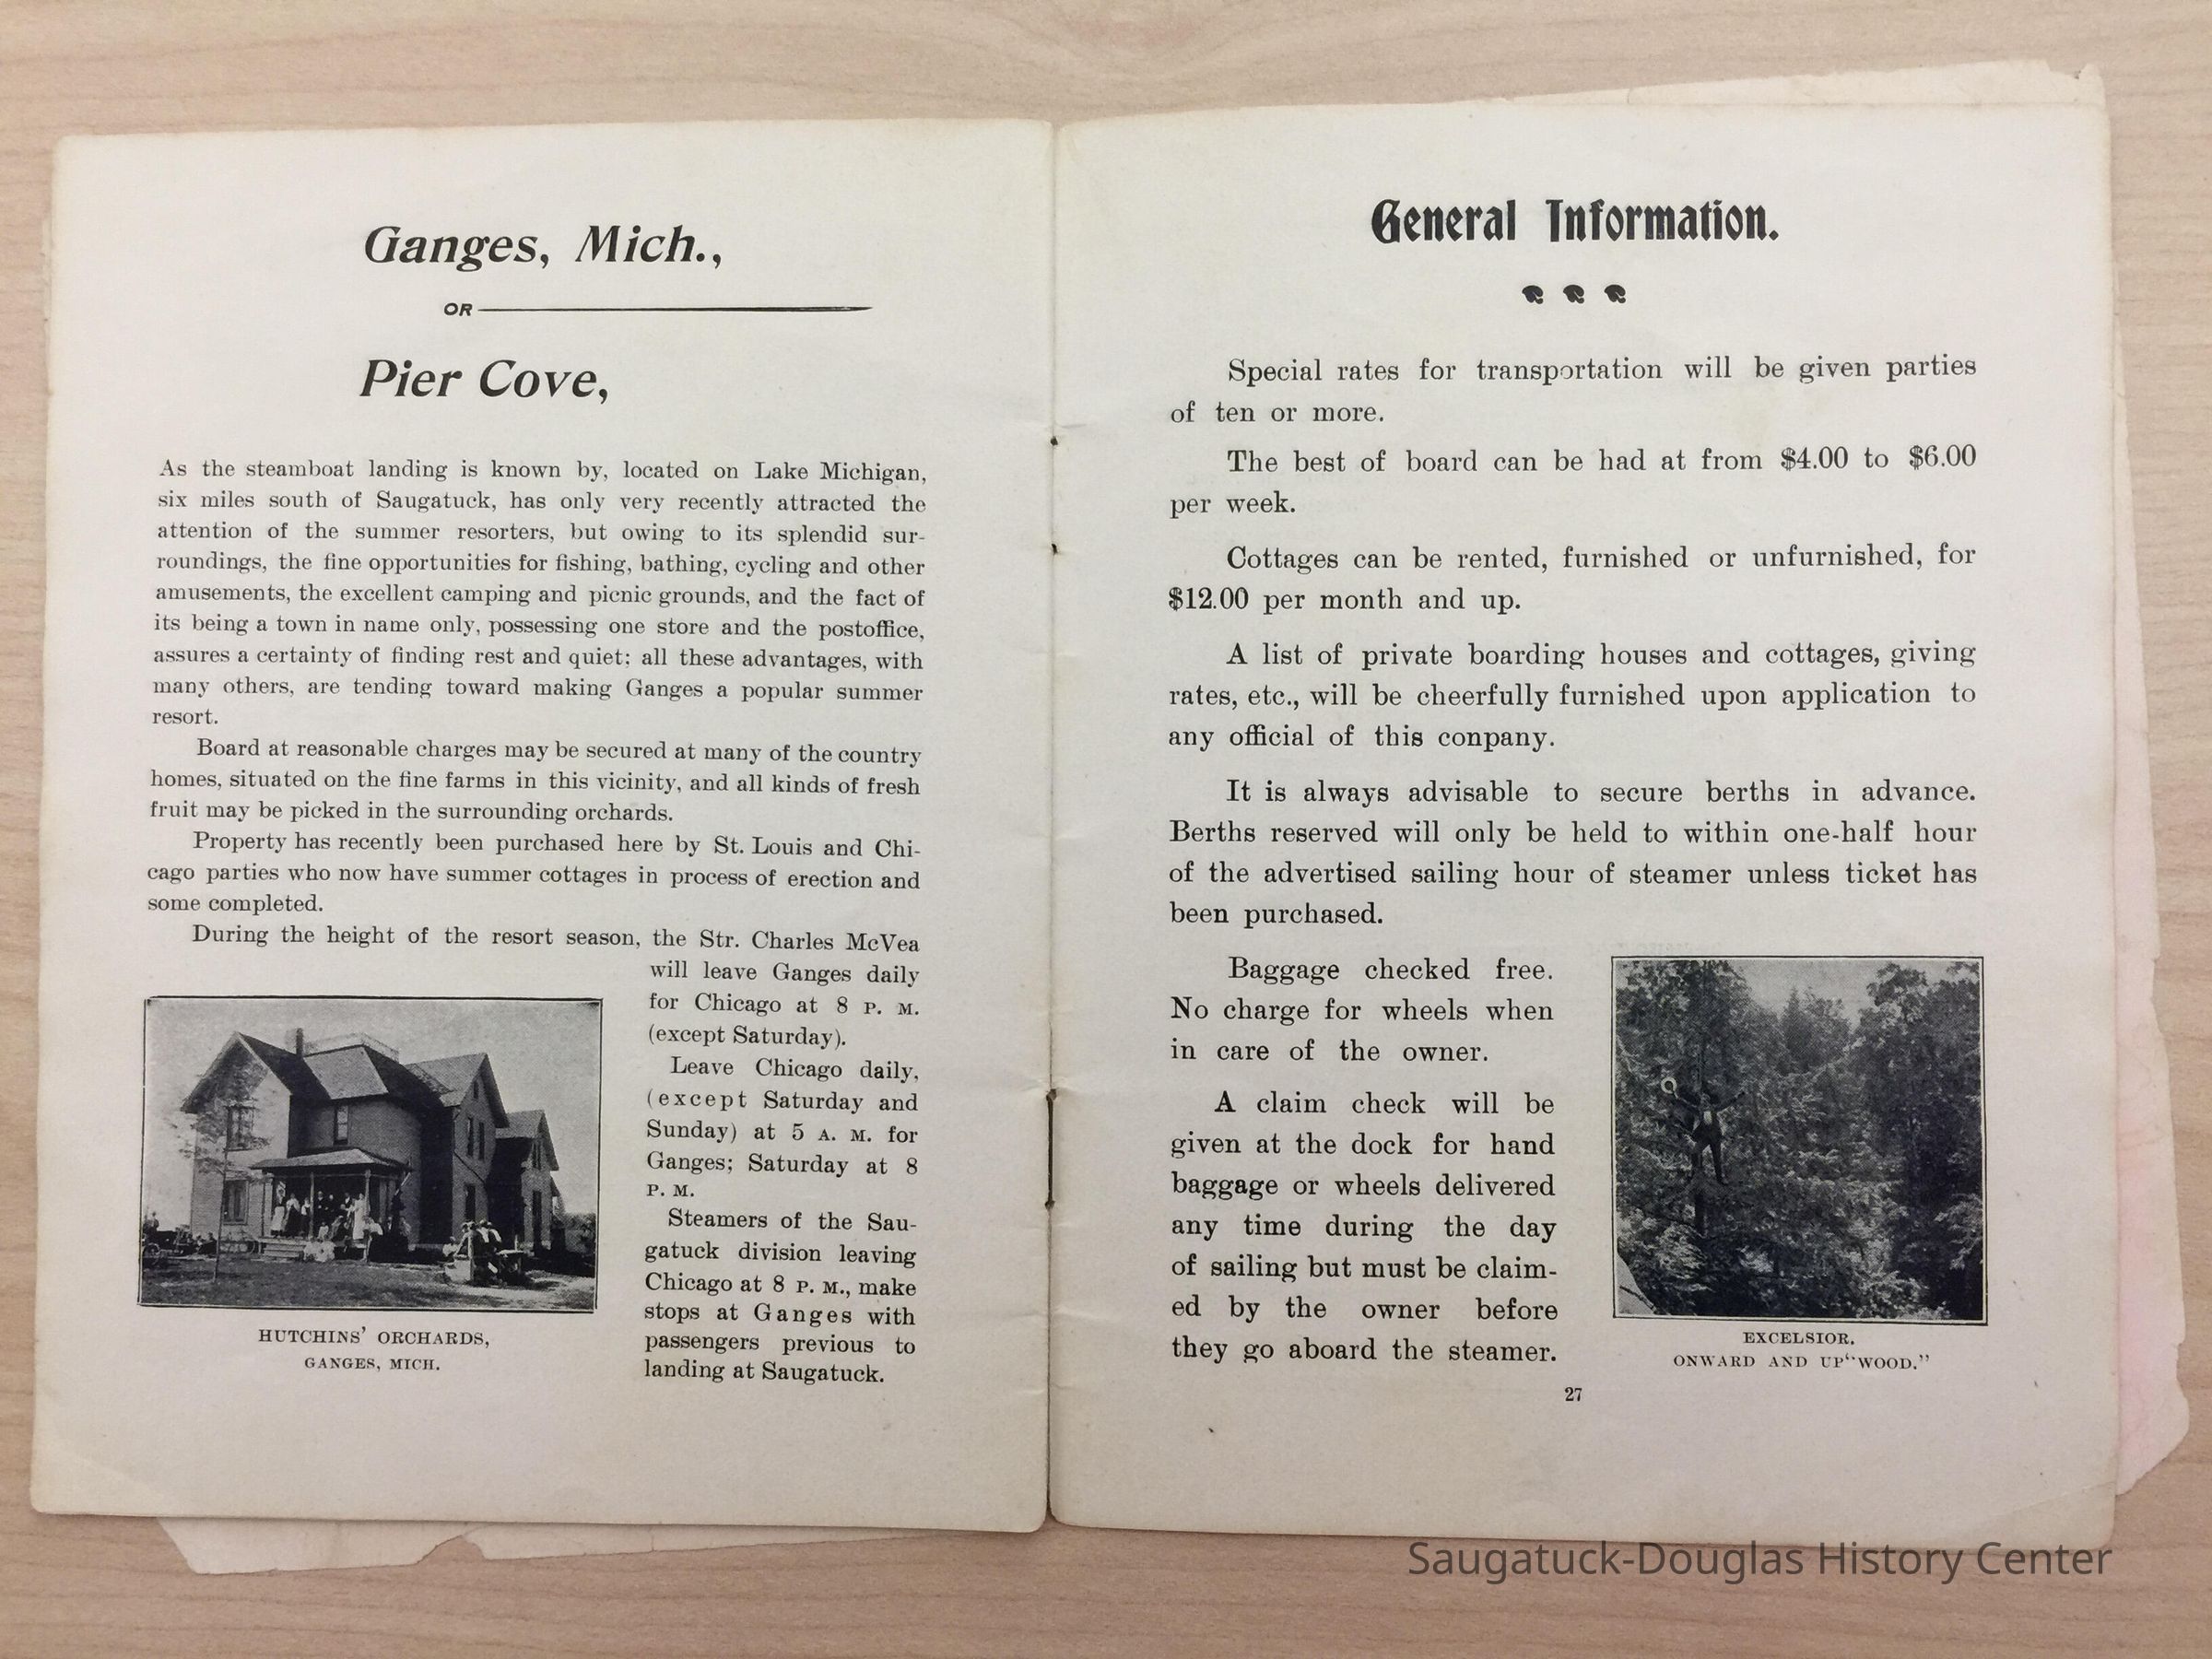 Ganges, Mich.,
OR
Pier Cove,
As the steamboat landing is known by, located on Lake Michigan,
six miles south of Saugatuck, has only very recently attracted the
attention of the summer resorters, but owing to its splendid sur-
roundings, the fine opportunities for fishing, bathing, cycling and other
amusements, the excellent camping and picnic grounds, and the fact of
its being a town in name only, possessing one store and the postoffice,
assures a certainty of finding rest and quiet; all these advantages, with
many others, are tending toward making Ganges a popular summer
resort.
Board at reasonable charges may be secured at many of the country
homes, situated on the fine farms in this vicinity, and all kinds of fresh
fruit may be picked in the surrounding orchards.
Property has recently been purchased here by St. Louis and Chi-
cago parties who now have summer cottages in process of erection and
some completed.
During the height of the resort season, the Str. Charles McVea
will leave Ganges daily
for Chicago at 8 P. M.
(except Saturday).
Leave Chicago daily,
(except Saturday and
Sunday) at 5 A. M. for
Ganges; Saturday at 8
P. M.
Steamers of the Sau-
gatuck division leaving
Chicago at 8 P. M., make
stops at Ganges with
passengers previous to
landing at Saugatuck.
HUTCHINS' ORCHARDS,
GANGES, MICH.
General Information.
Special rates for transportation will be given parties
of ten or more.
The best of board can be had at from $4.00 to $6.00
per week.
Cottages can be rented, furnished or unfurnished, for
$12.00 per month and up.
A list of private boarding houses and cottages, giving
rates, etc., will be cheerfully furnished upon application to
any official of this conpany.
It is always advisable to secure berths in advance.
Berths reserved will only be held to within one-half hour
of the advertised sailing hour of steamer unless ticket has
been purchased.
Baggage checked free.
No charge for wheels when
in care of the owner.
A claim check will be
given at the dock for hand
baggage or wheels delivered
any time during the day
of sailing but must be claim-
ed by the owner before
they go aboard the steamer.
EXCELSIOR.
ONWARD AND UP "WOOD."
27
Saugatuck-Douglas History Center